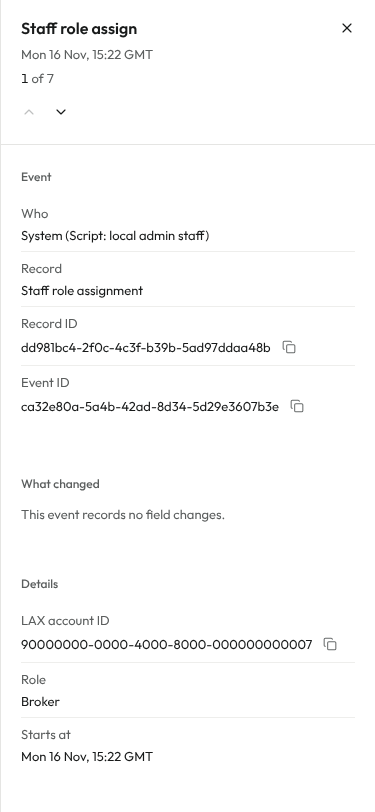 Staff role assign
Mon 16 Nov, 15:22 GMT
1 of 7
Event
Who
System (Script: local admin staff)
Record
Staff role assignment
Record ID
dd981bc4-2f0c-4c3f-b39b-5ad97ddaa48b
Event ID
ca32e80a-5a4b-42ad-8d34-5d29e3607b3e
What changed
This event records no field changes.
Details
LAX account ID
90000000-0000-4000-8000-000000000007
Role
Broker
Starts at
Mon 16 Nov, 15:22 GMT